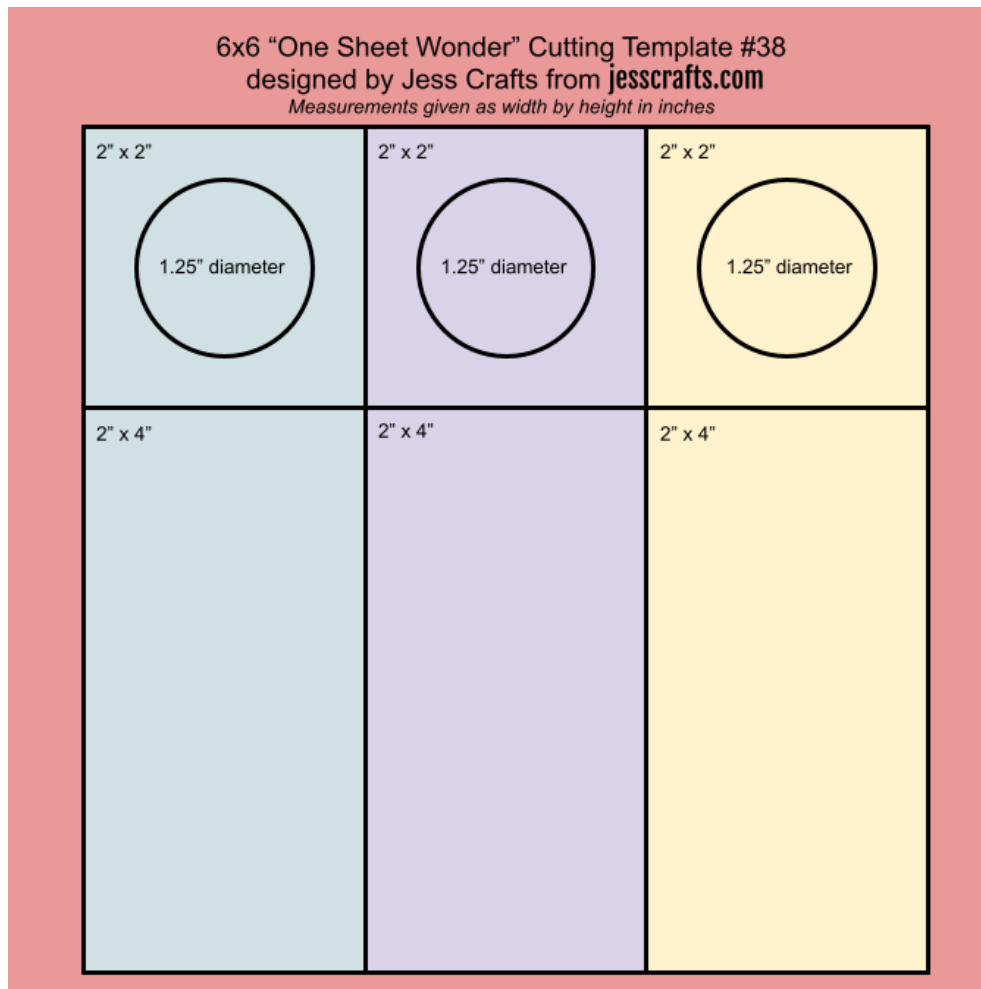 6x6 “One Sheet Wonder” Cutting Template #38
designed by Jess Crafts from jesscrafts.com
Measurements given as width by height in inches
2” x 2”
2” x 2”
2” x 2”
1.25” diameter
1.25” diameter
1.25” diameter
2” x 4”
2” x 4”
2” x 4”